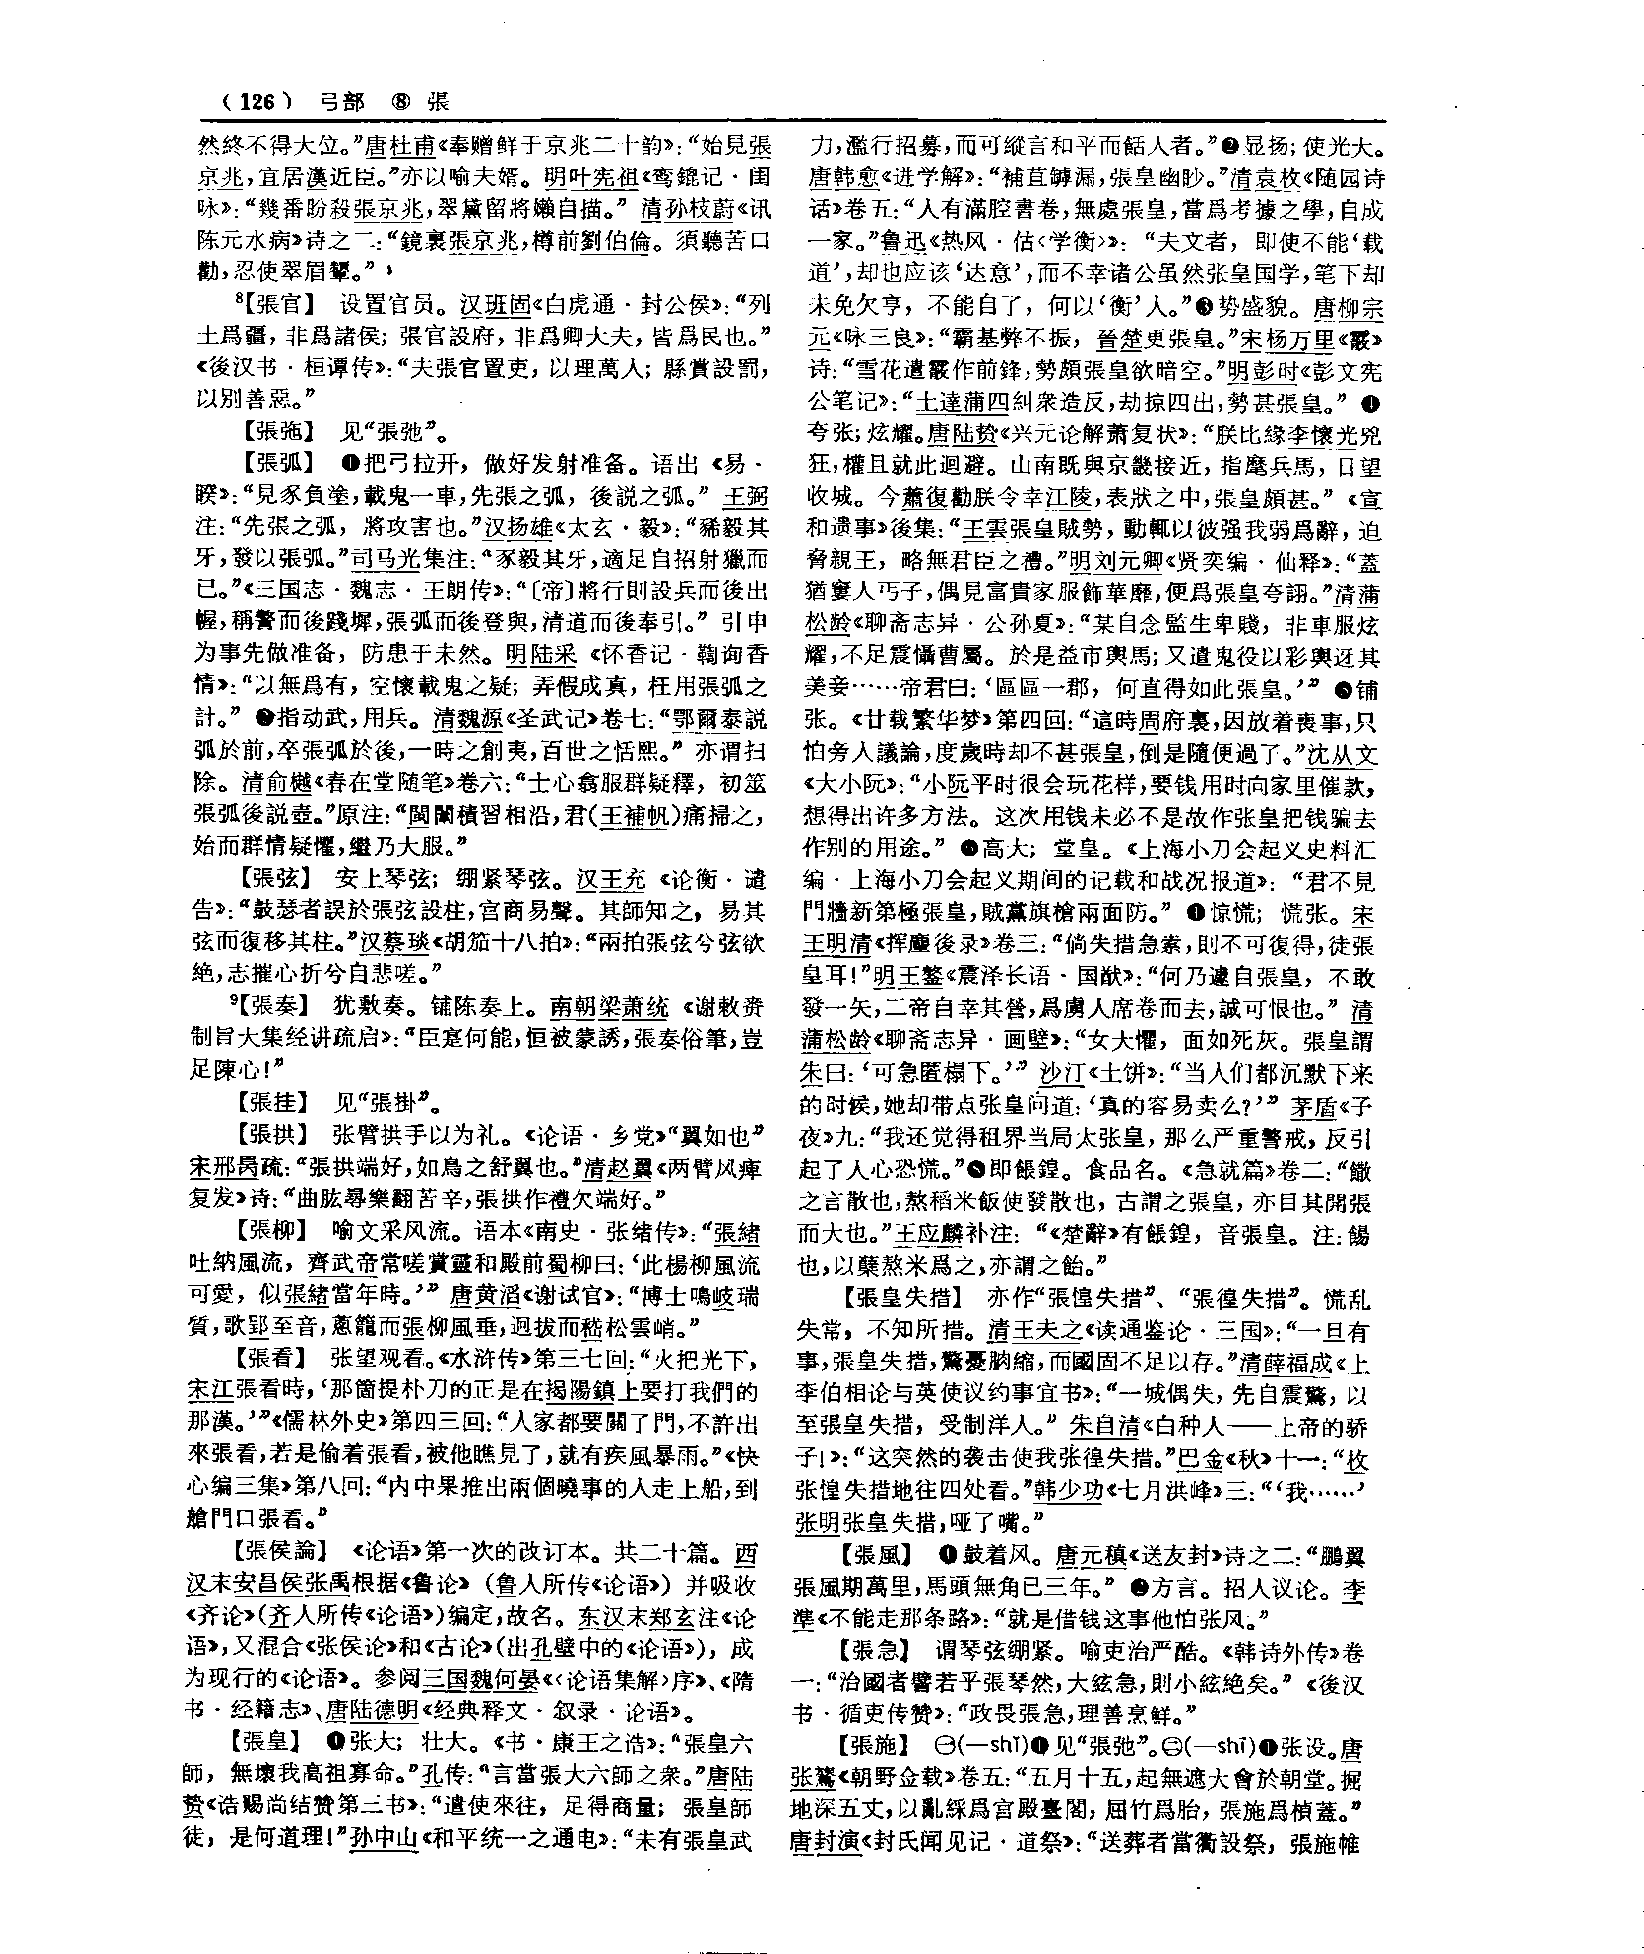 （126） 弓部 ⑧ 張
然終不得大位。”唐杜甫《奉赠鲜于京兆二十韵》：“始見張
京兆，宜居漢近臣。”亦以喻夫婿。明叶宪祖《鸾鎞记·闺
咏》：“幾番盼殺張京兆，翠黛留將嬾自描。” 清孙枝蔚《讯
陈元水病》诗之二：“鏡裏張京兆，樽前劉伯倫。須聽苦口
勸，忍使翠眉顰。”
⁸【張官】 设置官员。汉班固《白虎通·封公侯》：“列
土爲疆，非爲諸侯；張官設府，非爲卿大夫，皆爲民也。”
《後汉书·桓谭传》：“夫張官置吏，以理萬人；縣賞設罰，
以别善惡。”
【張弛】 见“張弛”。
【張弧】 ❶把弓拉开，做好发射准备。语出《易·
睽》：“見豕負塗，載鬼一車，先張之弧，後説之弧。” 王弼
注：“先張之弧，將攻害也。”汉扬雄《太玄·毅》：“豨毅其
牙，發以張弧。”司马光集注：“豕毅其牙，適足自招射獵而
已。”《三国志·魏志·王朗传》：“〔帝〕將行則設兵而後出
幄，稱警而後踐墀，張弧而後登輿，清道而後奉引。” 引申
为事先做准备，防患于未然。明陆采《怀香记·鞫询香
情》：“以無爲有，空懷載鬼之疑；弄假成真，枉用張弧之
計。” ❷指动武，用兵。清魏源《圣武记》卷七：“鄂爾泰説
弧於前，卒張弧於後，一時之創夷，百世之恬熙。” 亦谓扫
除。清俞樾《春在堂随笔》卷六：“士心翕服群疑釋，初筮
張弧後説壺。”原注：“閩闈積習相沿，君(王補帆)痛掃之，
始而群情疑懼，繼乃大服。”
【張弦】 安上琴弦；绷紧琴弦。汉王充《论衡·谴
告》：“鼓瑟者誤於張弦設柱，宫商易聲。其師知之，易其
弦而復移其柱。”汉蔡琰《胡笳十八拍》：“兩拍張弦兮弦欲
絶，志摧心折兮自悲嗟。”
⁹【張奏】 犹敷奏。铺陈奏上。南朝梁萧统《谢敕赉
制旨大集经讲疏启》：“臣寔何能，恒被蒙誘，張奏俗筆，豈
足陳心！”
【張挂】 见“張掛”。
【張拱】 张臂拱手以为礼。《论语·乡党》“翼如也”
宋邢昺疏：“張拱端好，如鳥之舒翼也。”清赵翼《两臂风痺
复发》诗：“曲肱尋樂翻苦辛，張拱作禮欠端好。”
【張柳】 喻文采风流。语本《南史·张绪传》：“張緒
吐納風流，齊武帝常嗟賞靈和殿前蜀柳曰：‘此楊柳風流
可愛，似張緒當年時。’” 唐黄滔《谢试官》：“博士鳴岐瑞
質，歌郢至音，蔥蘢而張柳風垂，迥拔而嵇松雲峭。”
【張看】 张望观看。《水浒传》第三七回：“火把光下，
宋江張看時，‘那箇提朴刀的正是在揭陽鎮上要打我們的
那漢。’”《儒林外史》第四三回：“人家都要關了門，不許出
來張看，若是偷着張看，被他瞧見了，就有疾風暴雨。”《快
心编三集》第八回：“内中果推出兩個曉事的人走上船，到
艙門口張看。”
【張侯論】 《论语》第一次的改订本。共二十篇。西
汉末安昌侯张禹根据《鲁论》（鲁人所传《论语》）并吸收
《齐论》（齐人所传《论语》）编定，故名。东汉末郑玄注《论
语》，又混合《张侯论》和《古论》（出孔壁中的《论语》），成
为现行的《论语》。参阅三国魏何晏《〈论语集解〉序》、《隋
书·经籍志》、唐陆德明《经典释文·叙录·论语》。
【張皇】 ❶张大；壮大。《书·康王之诰》：“張皇六
師，無壞我高祖寡命。”孔传：“言當張大六師之衆。”唐陆
贽《诰赐尚结赞第三书》：“遣使來往，足得商量；張皇師
徒，是何道理！”孙中山《和平统一之通电》：“未有張皇武
力，濫行招募，而可縱言和平而餂人者。”❷显扬；使光大。
唐韩愈《进学解》：“補苴罅漏，張皇幽眇。”清袁枚《随园诗
话》卷五：“人有滿腔書卷，無處張皇，當爲考據之學，自成
一家。”鲁迅《热风·估〈学衡〉》：“夫文者，即使不能‘载
道’，却也应该‘达意’，而不幸诸公虽然张皇国学，笔下却
未免欠亨，不能自了，何以‘衡’人。”❸势盛貌。唐柳宗
元《咏三良》：“霸基弊不振，晉楚更張皇。”宋杨万里《霰》
诗：“雪花遣霰作前鋒，勢頗張皇欲暗空。”明彭时《彭文宪
公笔记》：“土達蒲四糾衆造反，劫掠四出，勢甚張皇。” ❹
夸张；炫耀。唐陆贽《兴元论解萧复状》：“朕比緣李懷光兇
狂，權且就此迴避。山南既與京畿接近，指麾兵馬，日望
收城。今蕭復勸朕令幸江陵，表狀之中，張皇頗甚。”《宣
和遗事》後集：“王雲張皇賊勢，動輒以彼强我弱爲辭，迫
脅親王，略無君臣之禮。”明刘元卿《贤奕编·仙释》：“蓋
猶窶人丐子，偶見富貴家服飾華靡，便爲張皇夸詡。”清蒲
松龄《聊斋志异·公孙夏》：“某自念監生卑賤，非車服炫
耀，不足震懾曹屬。於是益市輿馬；又遣鬼役以彩輿迓其
美妾……帝君曰：‘區區一郡，何直得如此張皇。’” ❺铺
张。《廿载繁华梦》第四回：“這時周府裏，因放着喪事，只
怕旁人議論，度歲時却不甚張皇，倒是隨便過了。”沈从文
《大小阮》：“小阮平时很会玩花样，要钱用时向家里催款，
想得出许多方法。这次用钱未必不是故作张皇把钱骗去
作别的用途。” ❻高大；堂皇。《上海小刀会起义史料汇
编·上海小刀会起义期间的记载和战况报道》：“君不見
門牆新第極張皇，賊黨旗槍兩面防。” ❼惊慌；慌张。宋
王明清《挥麈後录》卷三：“倘失措急索，則不可復得，徒張
皇耳！”明王鏊《震泽长语·国猷》：“何乃遽自張皇，不敢
發一矢，二帝自幸其營，爲虜人席卷而去，誠可恨也。” 清
蒲松龄《聊斋志异·画壁》：“女大懼，面如死灰。張皇謂
朱曰：‘可急匿榻下。’” 沙汀《土饼》：“当人们都沉默下来
的时候，她却带点张皇问道：‘真的容易卖么？’” 茅盾《子
夜》九：“我还觉得租界当局太张皇，那么严重警戒，反引
起了人心恐慌。”❽即餦餭。食品名。《急就篇》卷二：“饊
之言散也，熬稻米飯使發散也，古謂之張皇，亦目其開張
而大也。”王应麟补注：“《楚辭》有餦餭，音張皇。注：餳
也，以糵熬米爲之，亦謂之飴。”
【張皇失措】 亦作“張惶失措”、“張徨失措”。慌乱
失常，不知所措。清王夫之《读通鉴论·三国》：“一旦有
事，張皇失措，驚憂朒縮，而國固不足以存。”清薛福成《上
李伯相论与英使议约事宜书》：“一城偶失，先自震驚，以
至張皇失措，受制洋人。” 朱自清《白种人——上帝的骄
子！》：“这突然的袭击使我张徨失措。”巴金《秋》十一：“枚
张惶失措地往四处看。”韩少功《七月洪峰》三：“‘我……’
张明张皇失措，哑了嘴。”
【張風】 ❶鼓着风。唐元稹《送友封》诗之二：“鵬翼
張風期萬里，馬頭無角已三年。” ❷方言。招人议论。李
準《不能走那条路》：“就是借钱这事他怕张风。”
【張急】 谓琴弦绷紧。喻吏治严酷。《韩诗外传》卷
一：“治國者譬若乎張琴然，大絃急，則小絃絶矣。”《後汉
书·循吏传赞》：“政畏張急，理善烹鲜。”
【張施】 ㊀(—shǐ)❶见“張弛”。㊁(—shī)❶张设。唐
张鷟《朝野佥载》卷五：“五月十五，起無遮大會於朝堂。掘
地深五丈，以亂綵爲宫殿臺閣，屈竹爲胎，張施爲楨蓋。”
唐封演《封氏闻见记·道祭》：“送葬者當衢設祭，張施帷